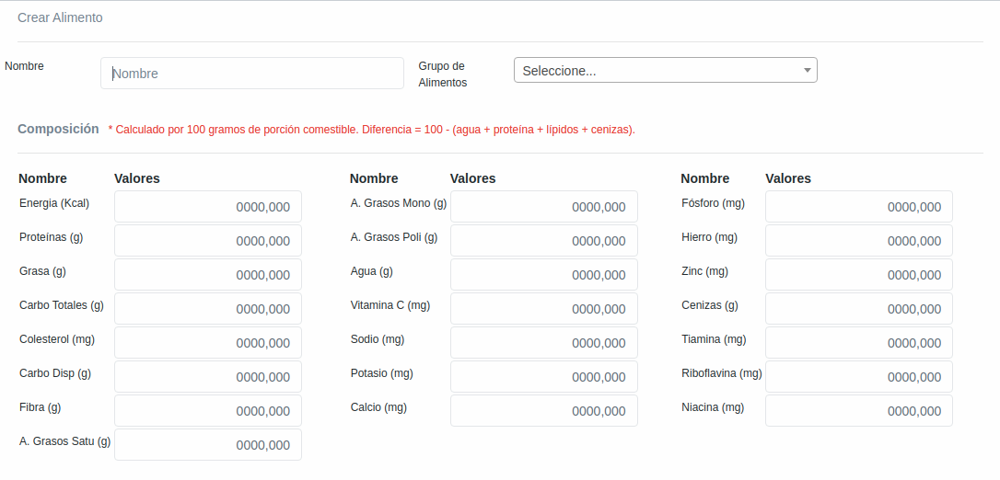 Crear Alimento
Nombre
Nombre
Grupo de
Alimentos
Seleccione...
Composición * Calculado por 100 gramos de porción comestible. Diferencia = 100 - (agua + proteína + lípidos + cenizas).
Nombre Valores Nombre Valores Nombre Valores
Energia (Kcal) 0000,000 A. Grasos Mono (g) 0000,000 Fósforo (mg) 0000,000
Proteínas (g) 0000,000 A. Grasos Poli (g) 0000,000 Hierro (mg) 0000,000
Grasa (g) 0000,000 Agua (g) 0000,000 Zinc (mg) 0000,000
Carbo Totales (g) 0000,000 Vitamina C (mg) 0000,000 Cenizas (g) 0000,000
Colesterol (mg) 0000,000 Sodio (mg) 0000,000 Tiamina (mg) 0000,000
Carbo Disp (g) 0000,000 Potasio (mg) 0000,000 Riboflavina (mg) 0000,000
Fibra (g) 0000,000 Calcio (mg) 0000,000 Niacina (mg) 0000,000
A. Grasos Satu (g) 0000,000